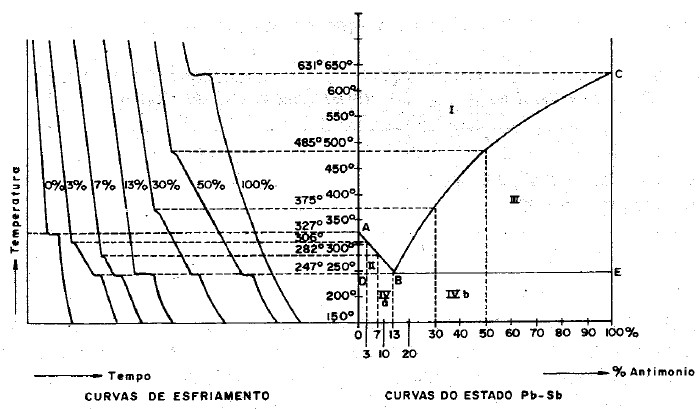 631° 650°
C
600°
I
550°
485° 500°
450°
0% 3% 7% 13% 30% 50% 100%
400°
III
375°
350°
Temperatura
327°
A
306°
300°
282°
II
247° 250°
D
B
E
200°
IV
a
IV b
150°
0 7 13 30 40 50 60 70 80 90 100%
3 10 20
Tempo
% Antimonio
CURVAS DE ESFRIAMENTO
CURVAS DO ESTADO Pb-Sb